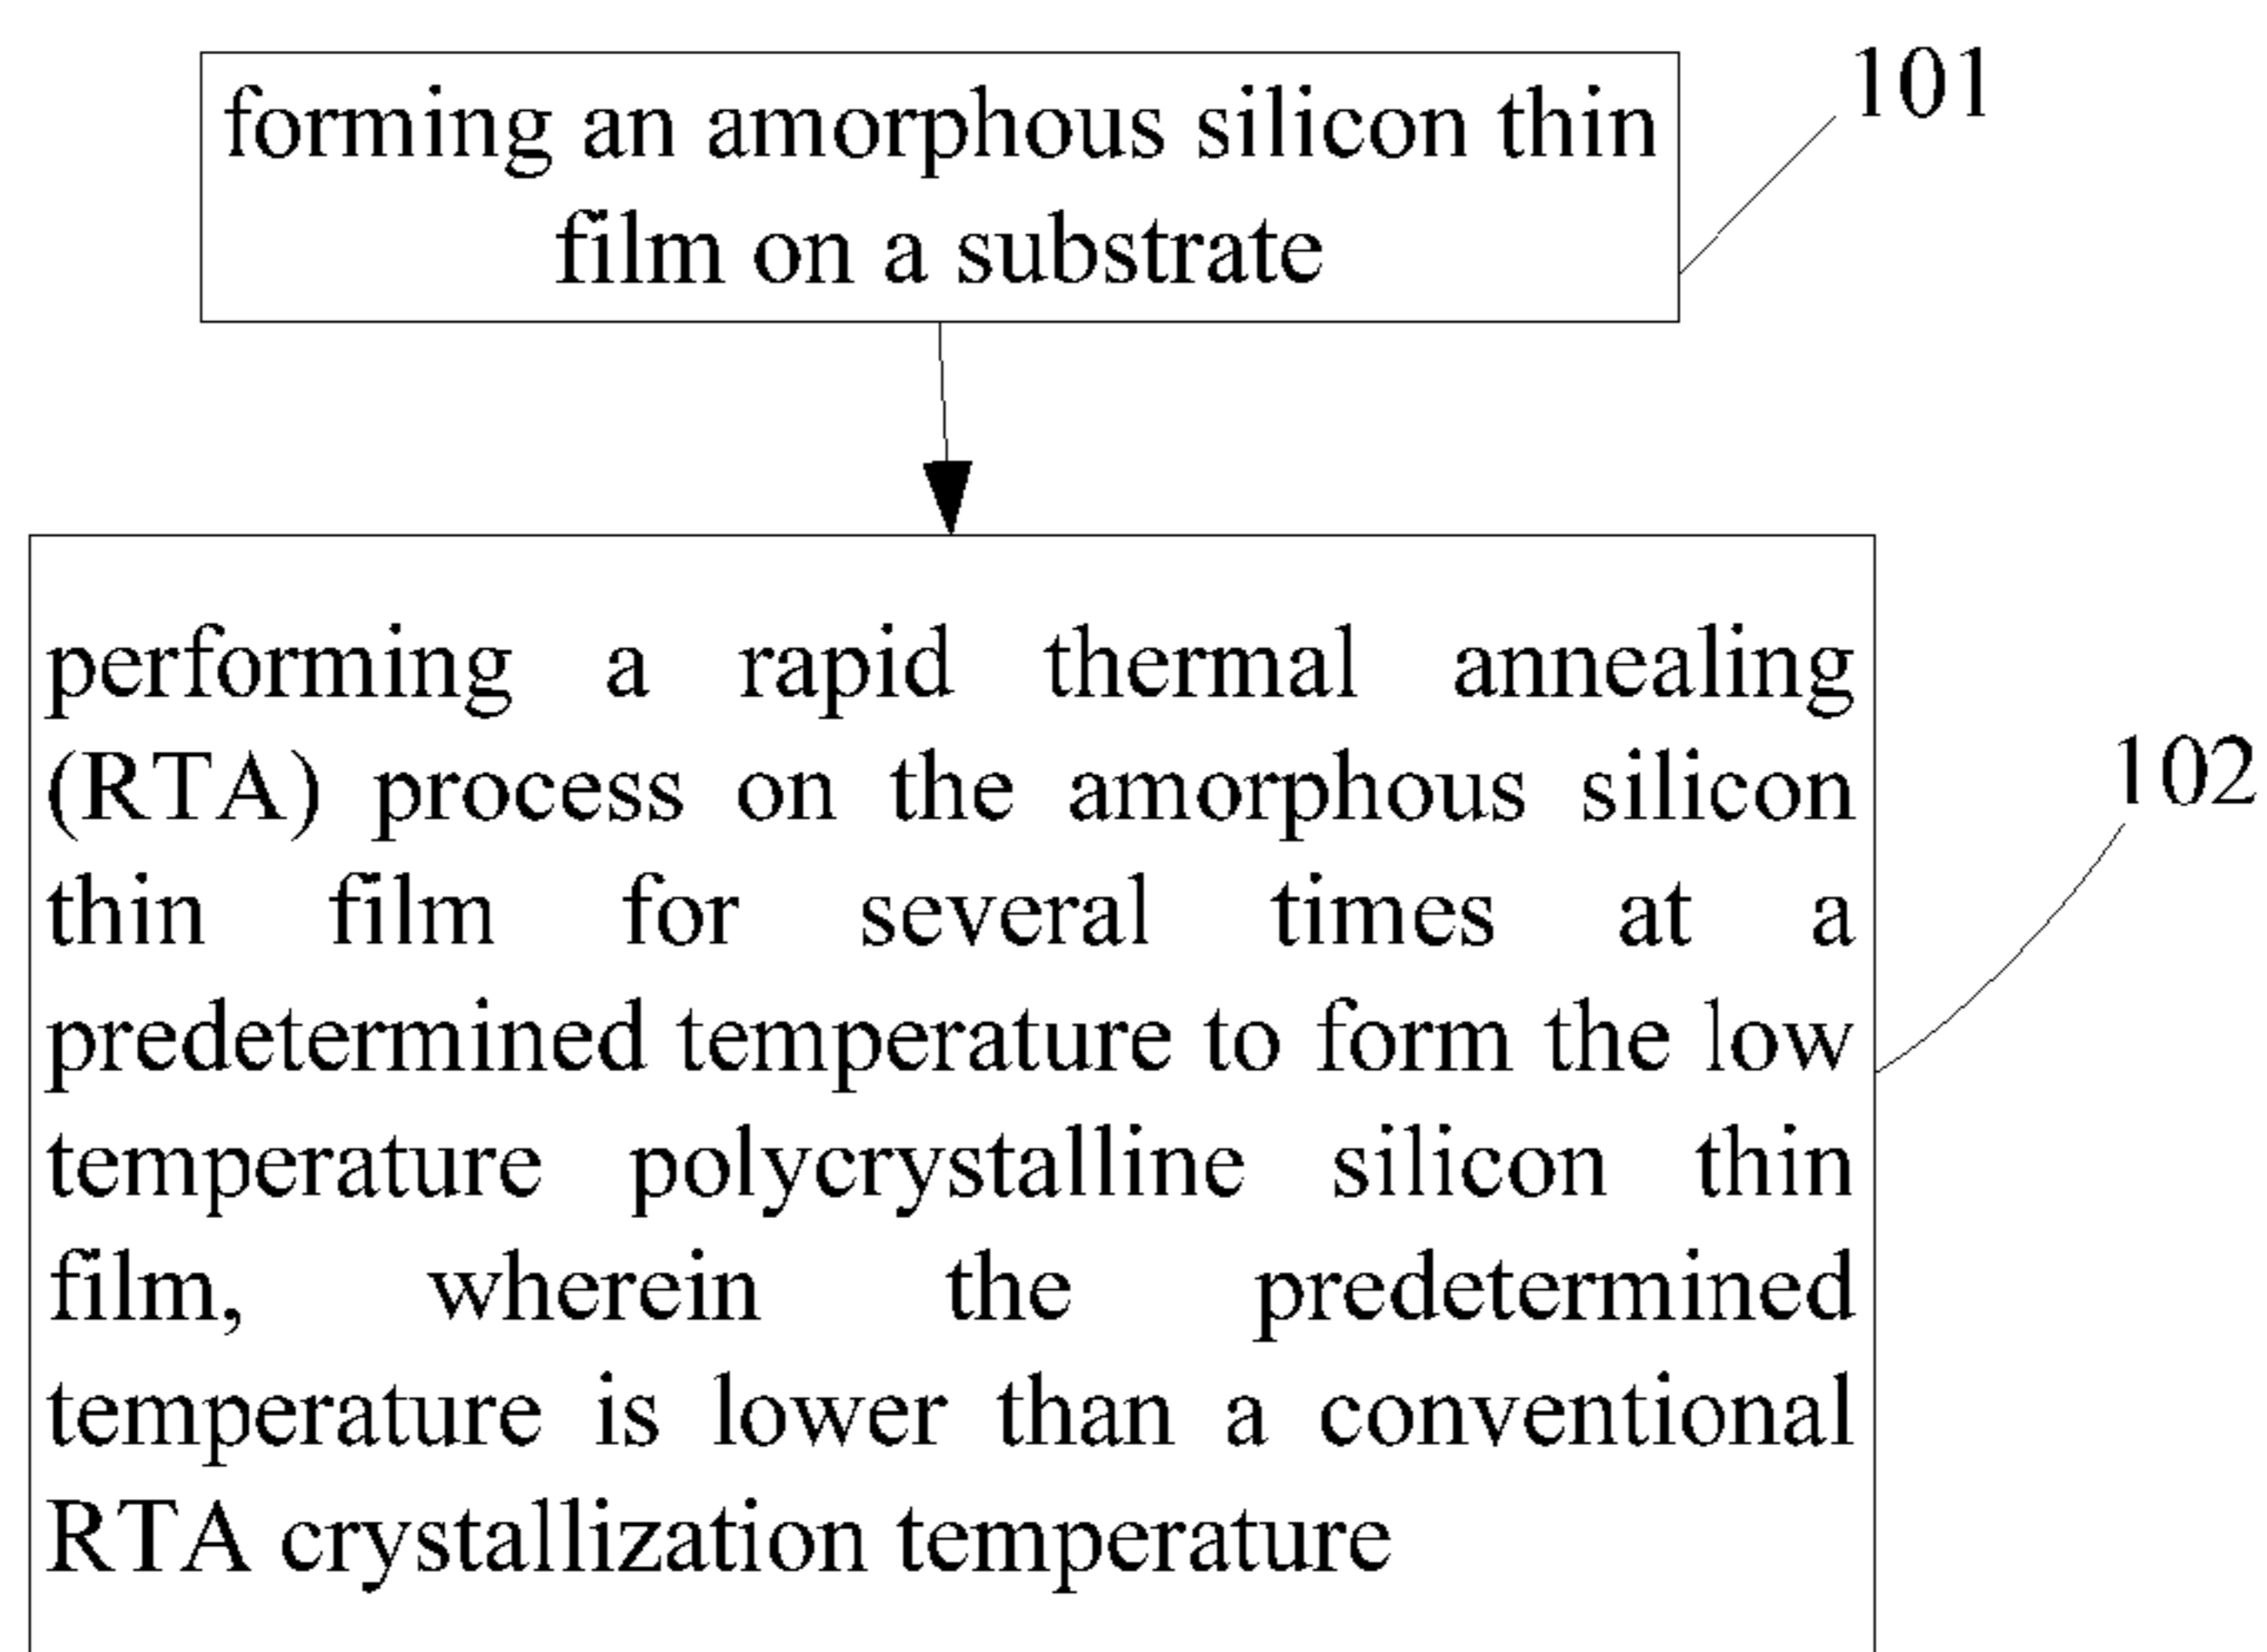 forming an amorphous silicon thin
film on a substrate
101
performing a rapid thermal annealing
(RTA) process on the amorphous silicon
thin film for several times at a
predetermined temperature to form the low
temperature polycrystalline silicon thin
film, wherein the predetermined
temperature is lower than a conventional
RTA crystallization temperature
102